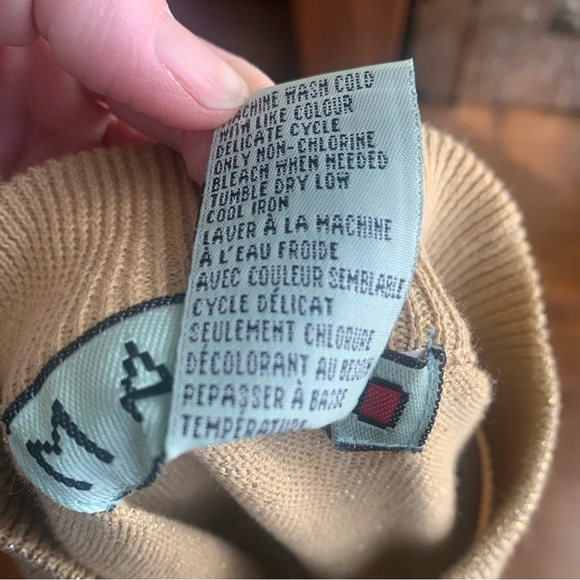 MACHINE WASH COLD
WITH LIKE COLOUR
DELICATE CYCLE
ONLY NON-CHLORINE
BLEACH WHEN NEEDED
TUMBLE DRY LOW
COOL IRON
LAVER À LA MACHINE
À L'EAU FROIDE
AVEC COULEUR SEMBLABLE
CYCLE DÉLICAT
SEULEMENT CHLORURE
DÉCOLORANT AU BESOIN
REPASSER À BASSE
TEMPÉRATURE